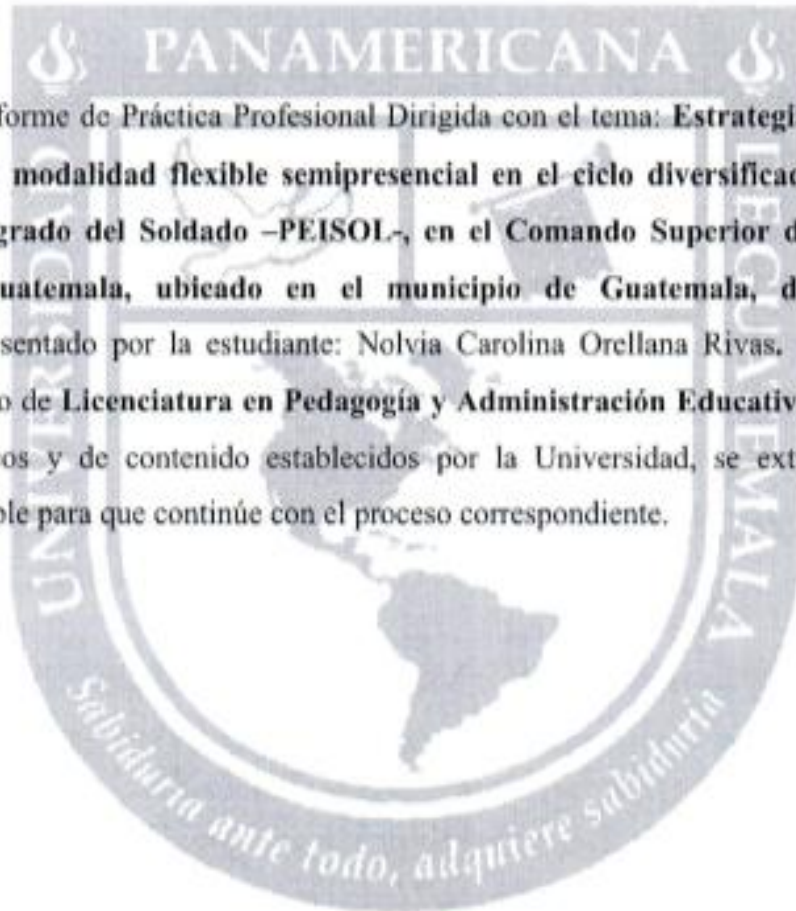 PANAMERICANA
forme de Práctica Profesional Dirigida con el tema: Estrategi
modalidad flexible semipresencial en el ciclo diversificad
grado del Soldado –PEISOL-, en el Comando Superior d
uatemala, ubicado en el municipio de Guatemala, d
sentado por la estudiante: Nolvia Carolina Orellana Rivas.
o de Licenciatura en Pedagogía y Administración Educativ
os y de contenido establecidos por la Universidad, se ext
ble para que continúe con el proceso correspondiente.
UNIVERSIDAD
DE GUATEMALA
Sabiduría ante todo, adquiere sabiduría